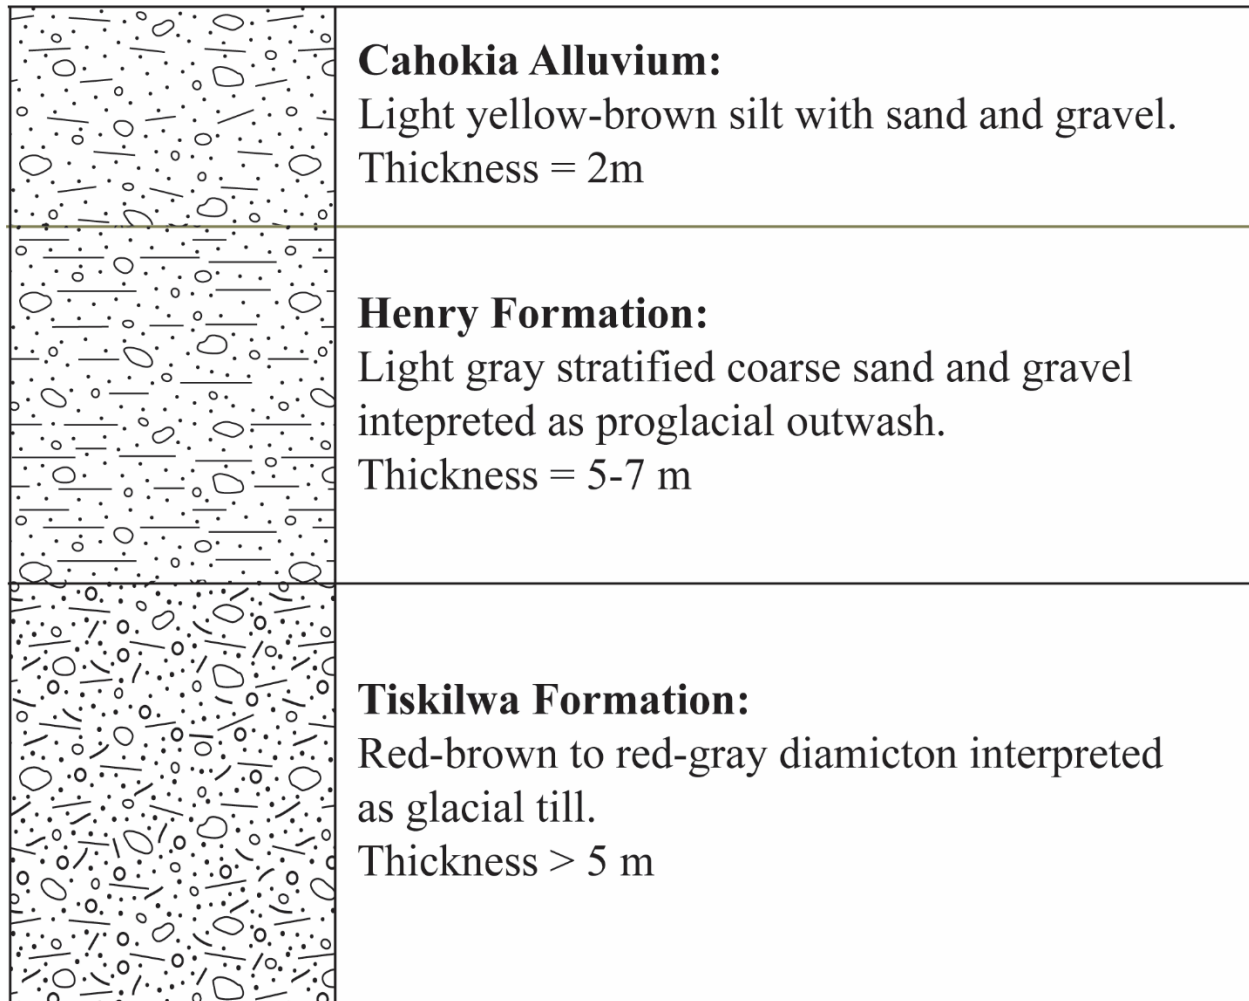 Cahokia Alluvium:
Light yellow-brown silt with sand and gravel.
Thickness = 2m
Henry Formation:
Light gray stratified coarse sand and gravel
intepreted as proglacial outwash.
Thickness = 5-7 m
Tiskilwa Formation:
Red-brown to red-gray diamicton interpreted
as glacial till.
Thickness > 5 m